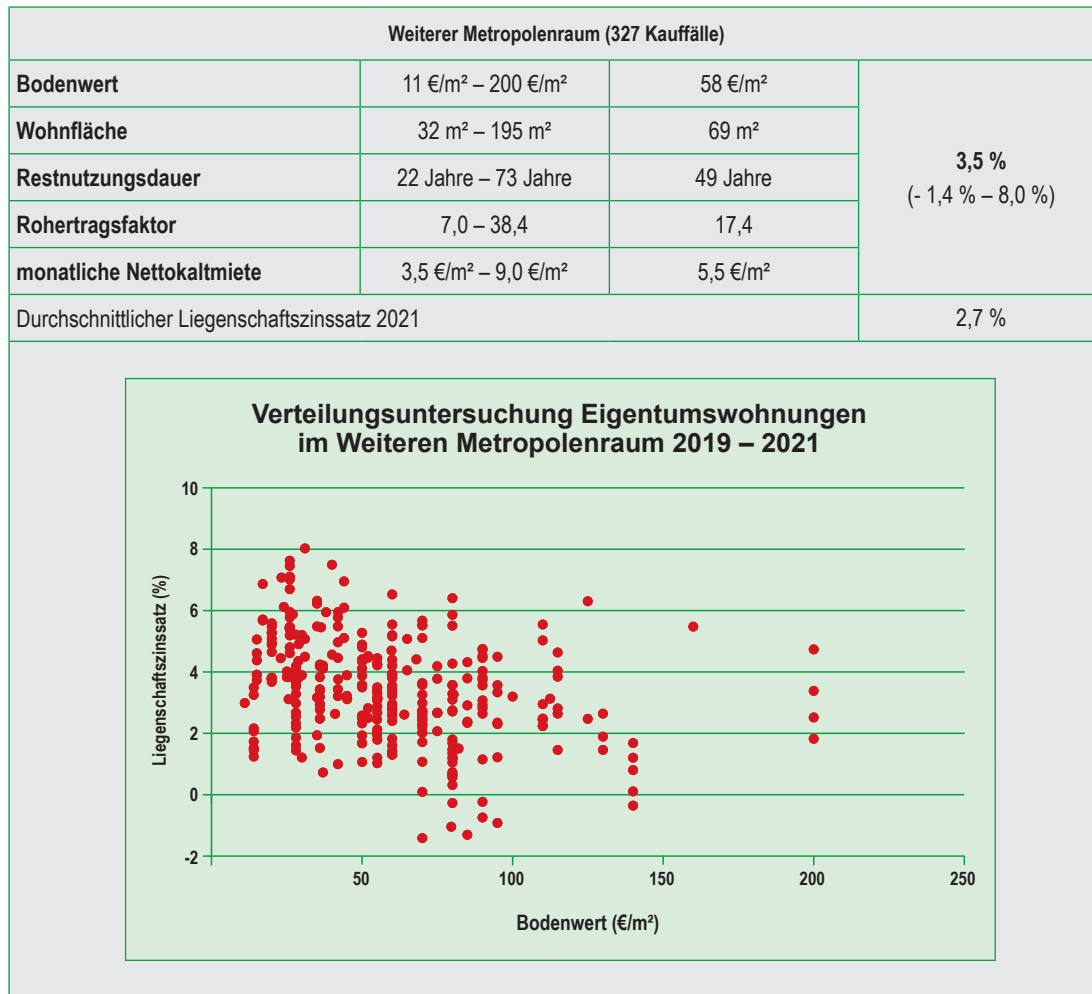 Weiterer Metropolenraum (327 Kauffälle)
Bodenwert 11 €/m² – 200 €/m² 58 €/m²
Wohnfläche 32 m² – 195 m² 69 m²
Restnutzungsdauer 22 Jahre – 73 Jahre 49 Jahre
Rohertragsfaktor 7,0 – 38,4 17,4
monatliche Nettokaltmiete 3,5 €/m² – 9,0 €/m² 5,5 €/m²
3,5 %
(- 1,4 % – 8,0 %)
Durchschnittlicher Liegenschaftszinssatz 2021 2,7 %
Verteilungsuntersuchung Eigentumswohnungen
im Weiteren Metropolenraum 2019 – 2021
Liegenschaftszinssatz (%)
10
8
6
4
2
0
-2
50 100 150 200 250
Bodenwert (€/m²)